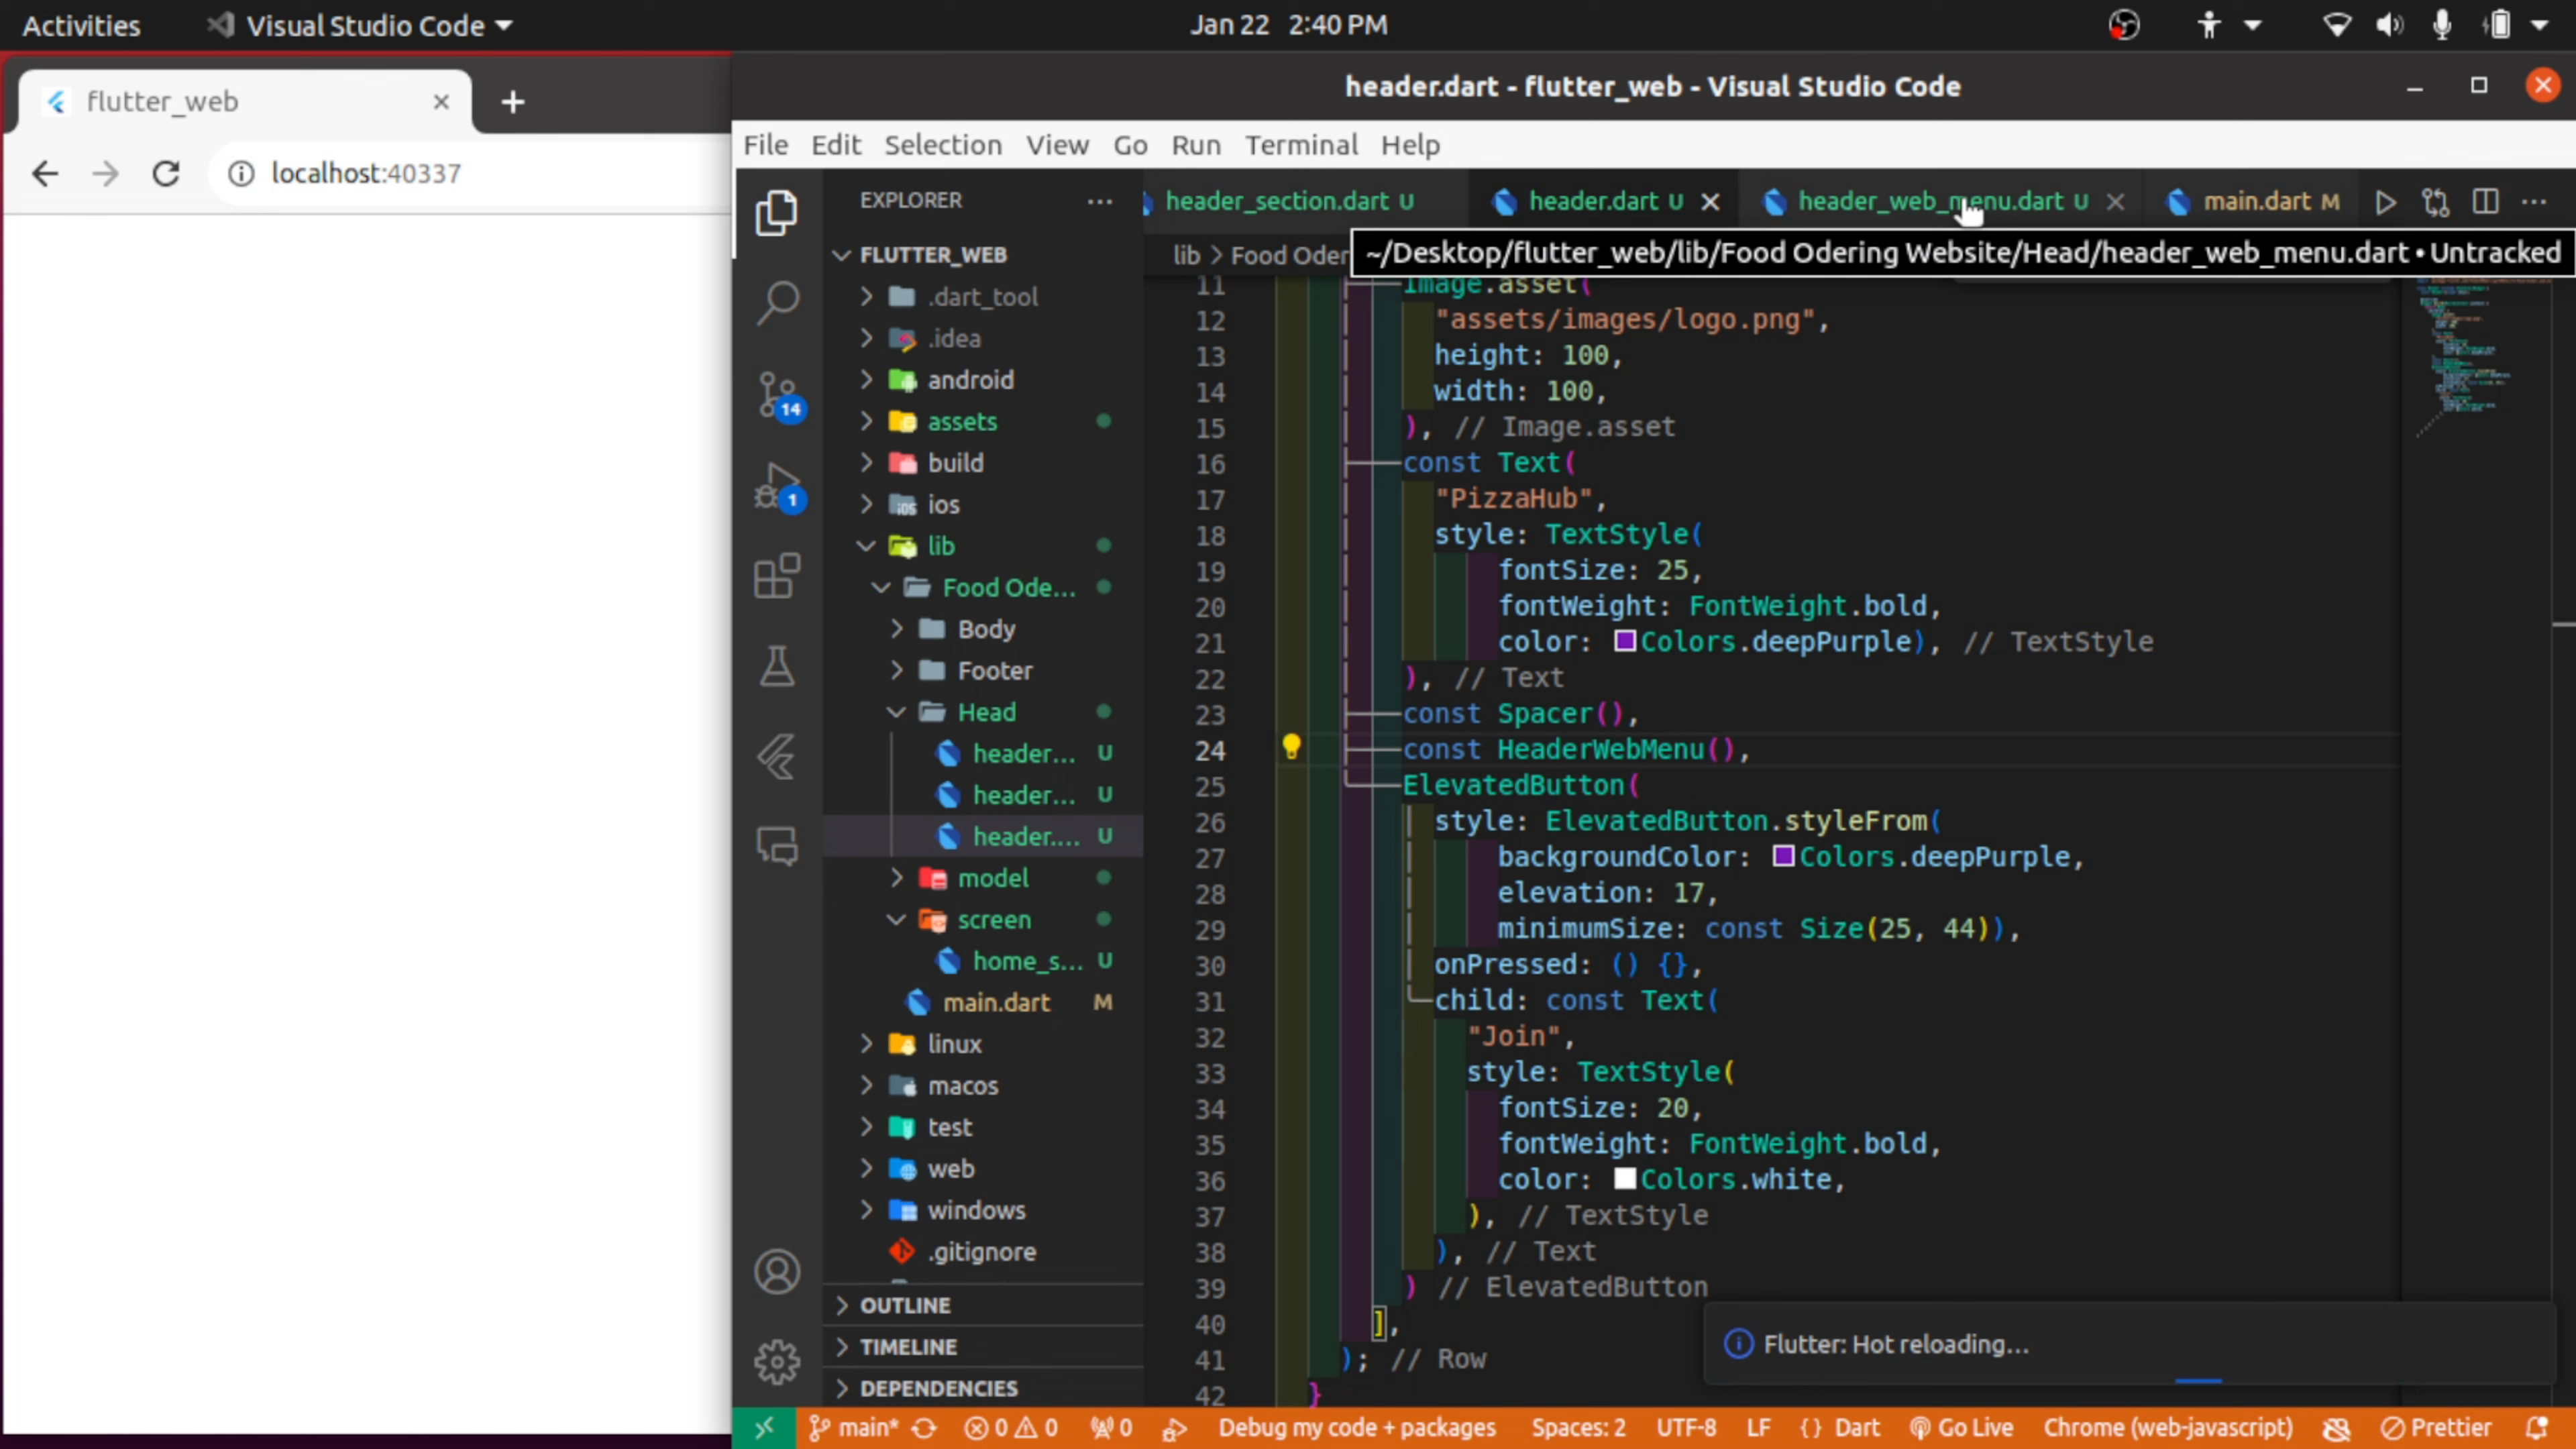 Activities
Visual Studio Code
Jan 22 2:40 PM
flutter_web
localhost:40337
header.dart - flutter_web - Visual Studio Code
File Edit Selection View Go Run Terminal Help
EXPLORER
header_section.dart U
header.dart U
header_web_menu.dart U
main.dart M
lib > Food Oder
~/Desktop/flutter_web/lib/Food Odering Website/Head/header_web_menu.dart • Untracked
FLUTTER_WEB
.dart_tool
.idea
android
assets
build
ios
lib
Food Ode...
Body
Footer
Head
header... U
header... U
header.... U
model
screen
home_s... U
main.dart M
linux
macos
test
web
windows
.gitignore
OUTLINE
TIMELINE
DEPENDENCIES
14
1
11 Image.asset(
12 "assets/images/logo.png",
13 height: 100,
14 width: 100,
15 ), // Image.asset
16 const Text(
17 "PizzaHub",
18 style: TextStyle(
19 fontSize: 25,
20 fontWeight: FontWeight.bold,
21 color: Colors.deepPurple), // TextStyle
22 ), // Text
23 const Spacer(),
24 const HeaderWebMenu(),
25 ElevatedButton(
26 style: ElevatedButton.styleFrom(
27 backgroundColor: Colors.deepPurple,
28 elevation: 17,
29 minimumSize: const Size(25, 44)),
30 onPressed: () {},
31 child: const Text(
32 "Join",
33 style: TextStyle(
34 fontSize: 20,
35 fontWeight: FontWeight.bold,
36 color: Colors.white,
37 ), // TextStyle
38 ), // Text
39 ) // ElevatedButton
40 ],
41 ); // Row
42 }
Flutter: Hot reloading...
main* 0 0 0 Debug my code + packages Spaces: 2 UTF-8 LF {} Dart Go Live Chrome (web-javascript) Prettier